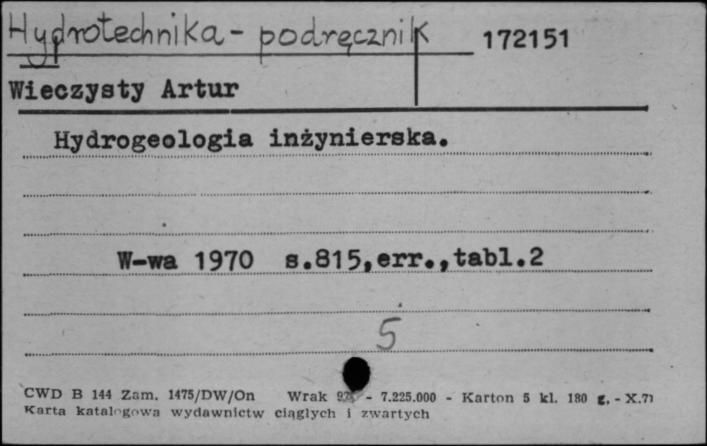 Hydrotechnika - podręcznik 172151
Wieczysty Artur
Hydrogeologia inżynierska.
W-wa 1970 s.815,err.,tabl.2
5
CWD B 144 Zam. 1475/DW/On Wrak - 7.225.000 - Karton 5 kl. 180 g. - X.71
Karta katalogowa wydawnictw ciągłych i zwartych